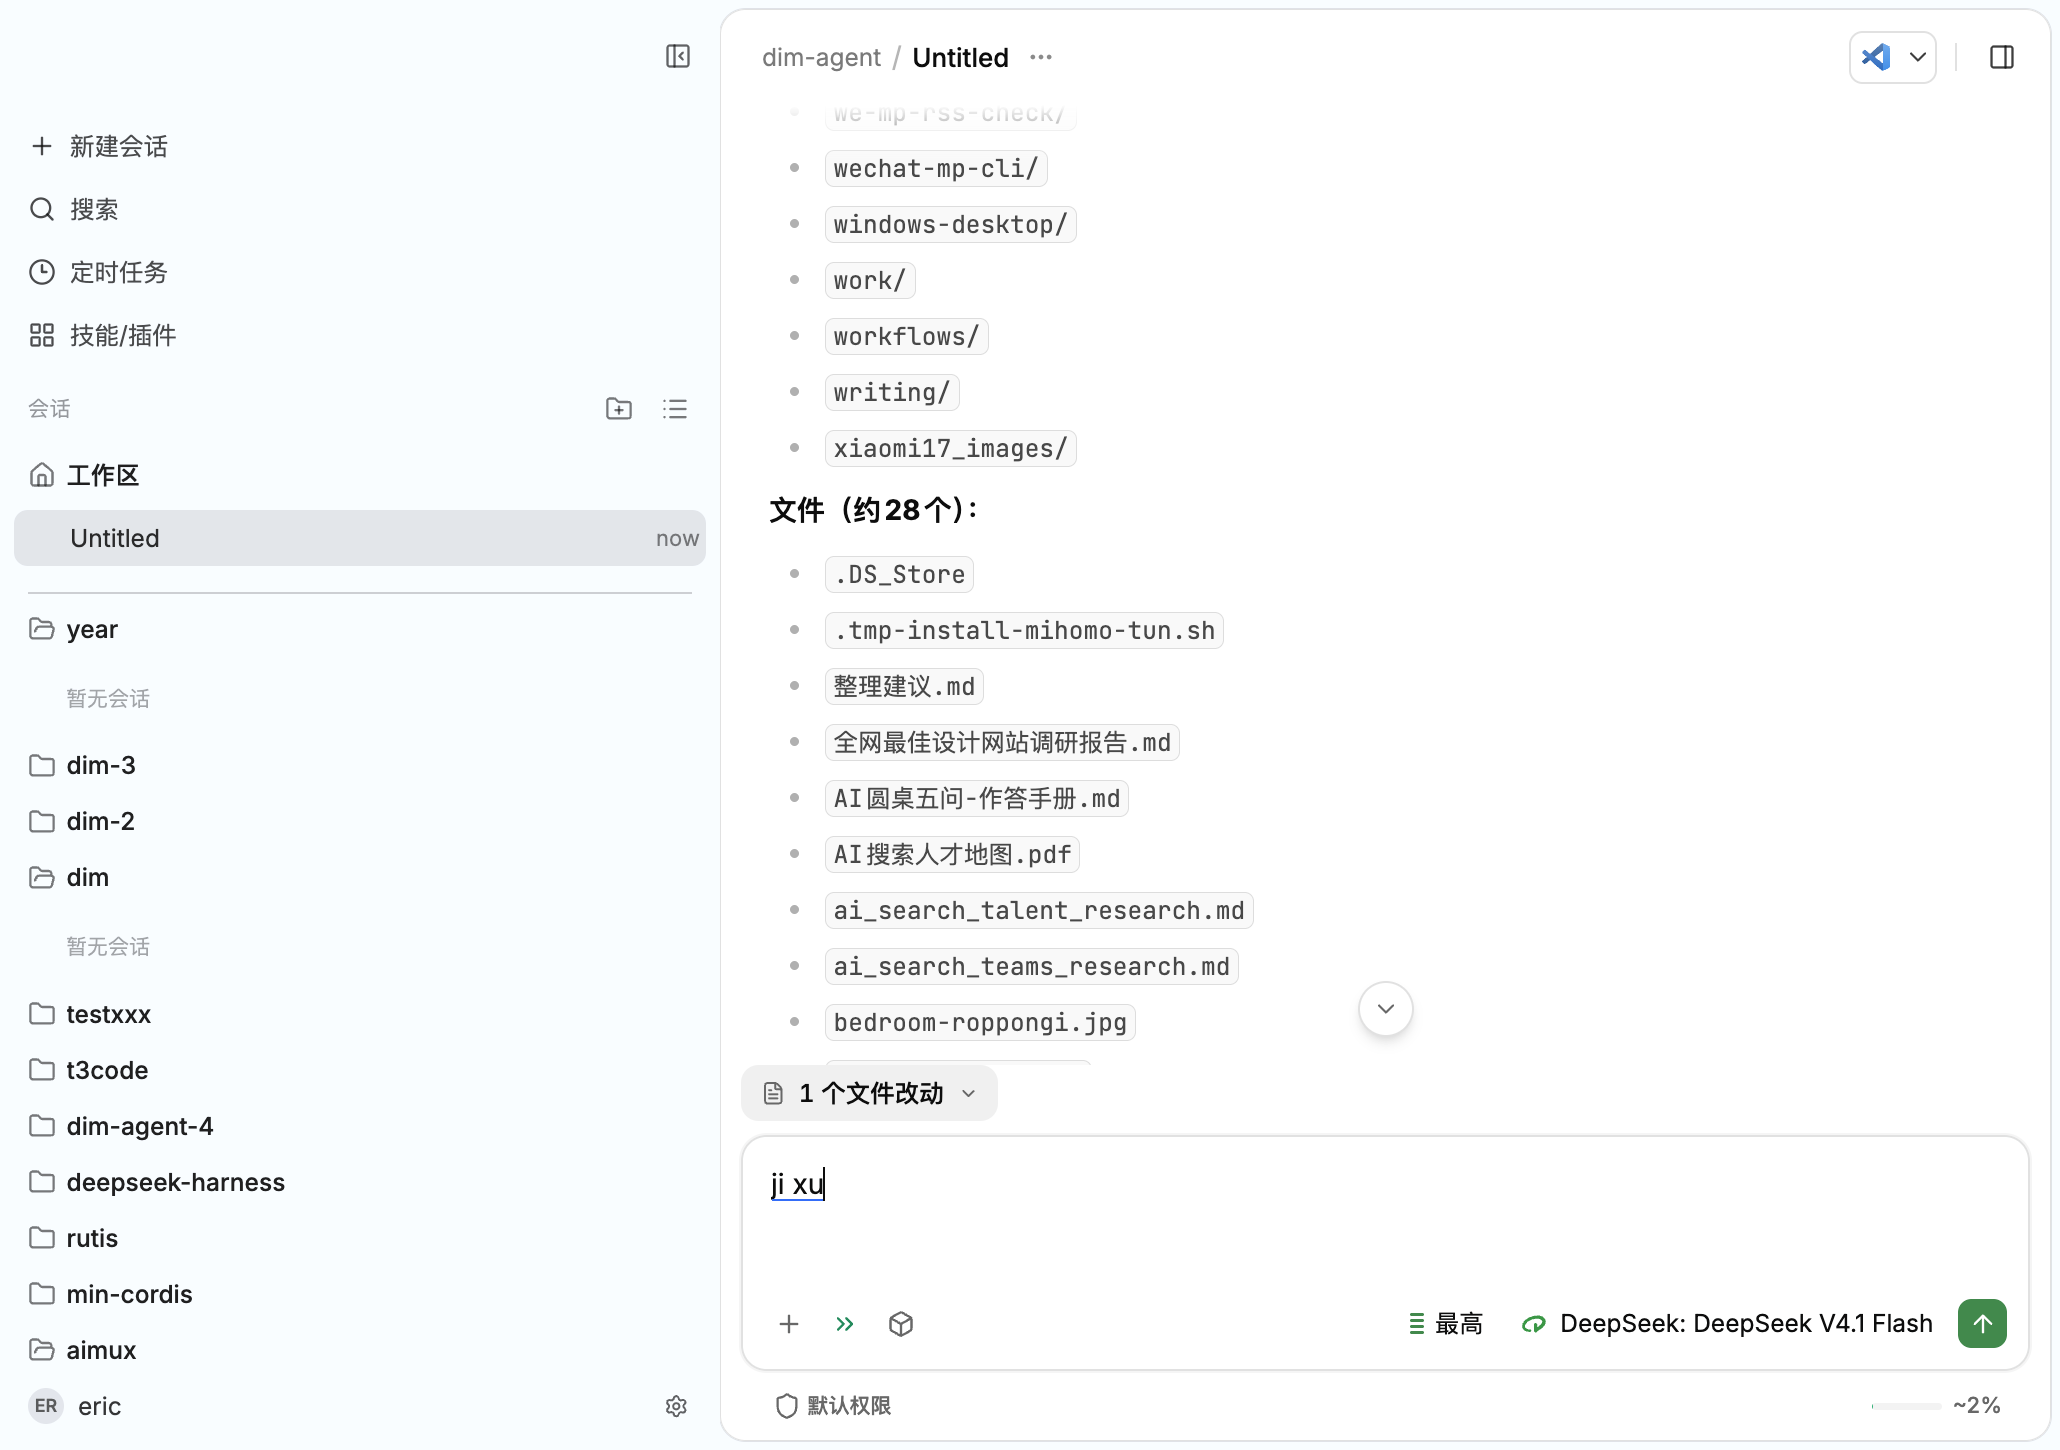 新建会话
搜索
定时任务
技能/插件
会话
工作区
Untitled now
year
暂无会话
dim-3
dim-2
dim
暂无会话
testxxx
t3code
dim-agent-4
deepseek-harness
rutis
min-cordis
aimux
ER eric
dim-agent / Untitled ···
we-mp-rss-check/
wechat-mp-cli/
windows-desktop/
work/
workflows/
writing/
xiaomi17_images/
文件（约 28 个）：
.DS_Store
.tmp-install-mihomo-tun.sh
整理建议.md
全网最佳设计网站调研报告.md
AI圆桌五问-作答手册.md
AI搜索人才地图.pdf
ai_search_talent_research.md
ai_search_teams_research.md
bedroom-roppongi.jpg
1 个文件改动
ji xu
最高 DeepSeek: DeepSeek V4.1 Flash
默认权限 ~2%